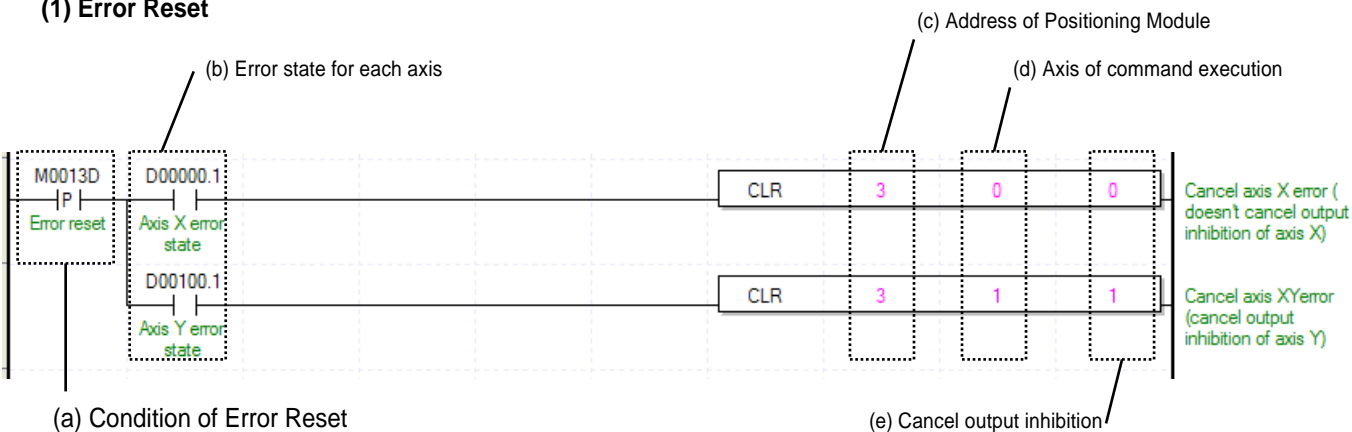 (1) Error Reset
(c) Address of Positioning Module
(b) Error state for each axis
(d) Axis of command execution
M0013D
P
Error reset
D00000.1
Axis X error
state
CLR 3 0 0
Cancel axis X error (
doesn't cancel output
inhibition of axis X)
D00100.1
Axis Y error
state
CLR 3 1 1
Cancel axis XYerror
(cancel output
inhibition of axis Y)
(a) Condition of Error Reset
(e) Cancel output inhibition